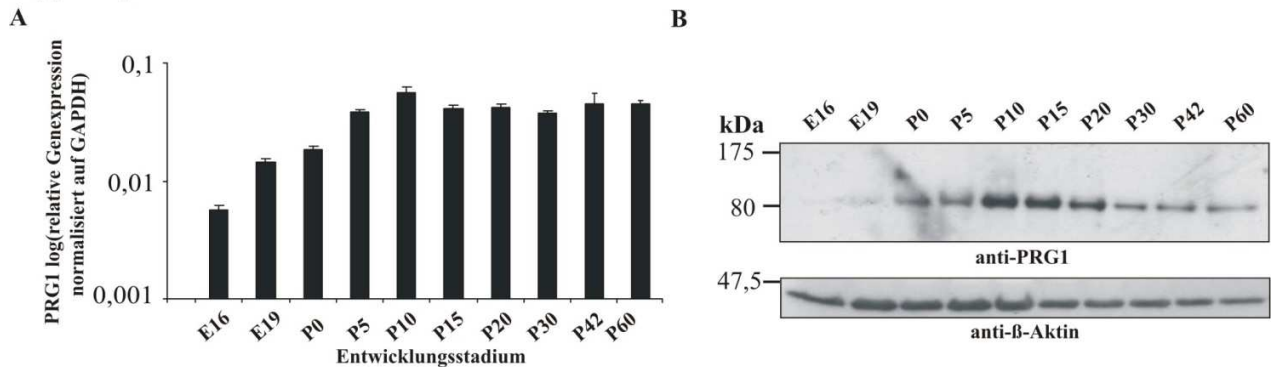 A
PRG1 log(relative Genexpression
normalisiert auf GAPDH)
0,1
0,01
0,001
E16 E19 P0 P5 P10 P15 P20 P30 P42 P60
Entwicklungsstadium
B
kDa
E16 E19 P0 P5 P10 P15 P20 P30 P42 P60
175
80
anti-PRG1
47,5
anti-ß-Aktin